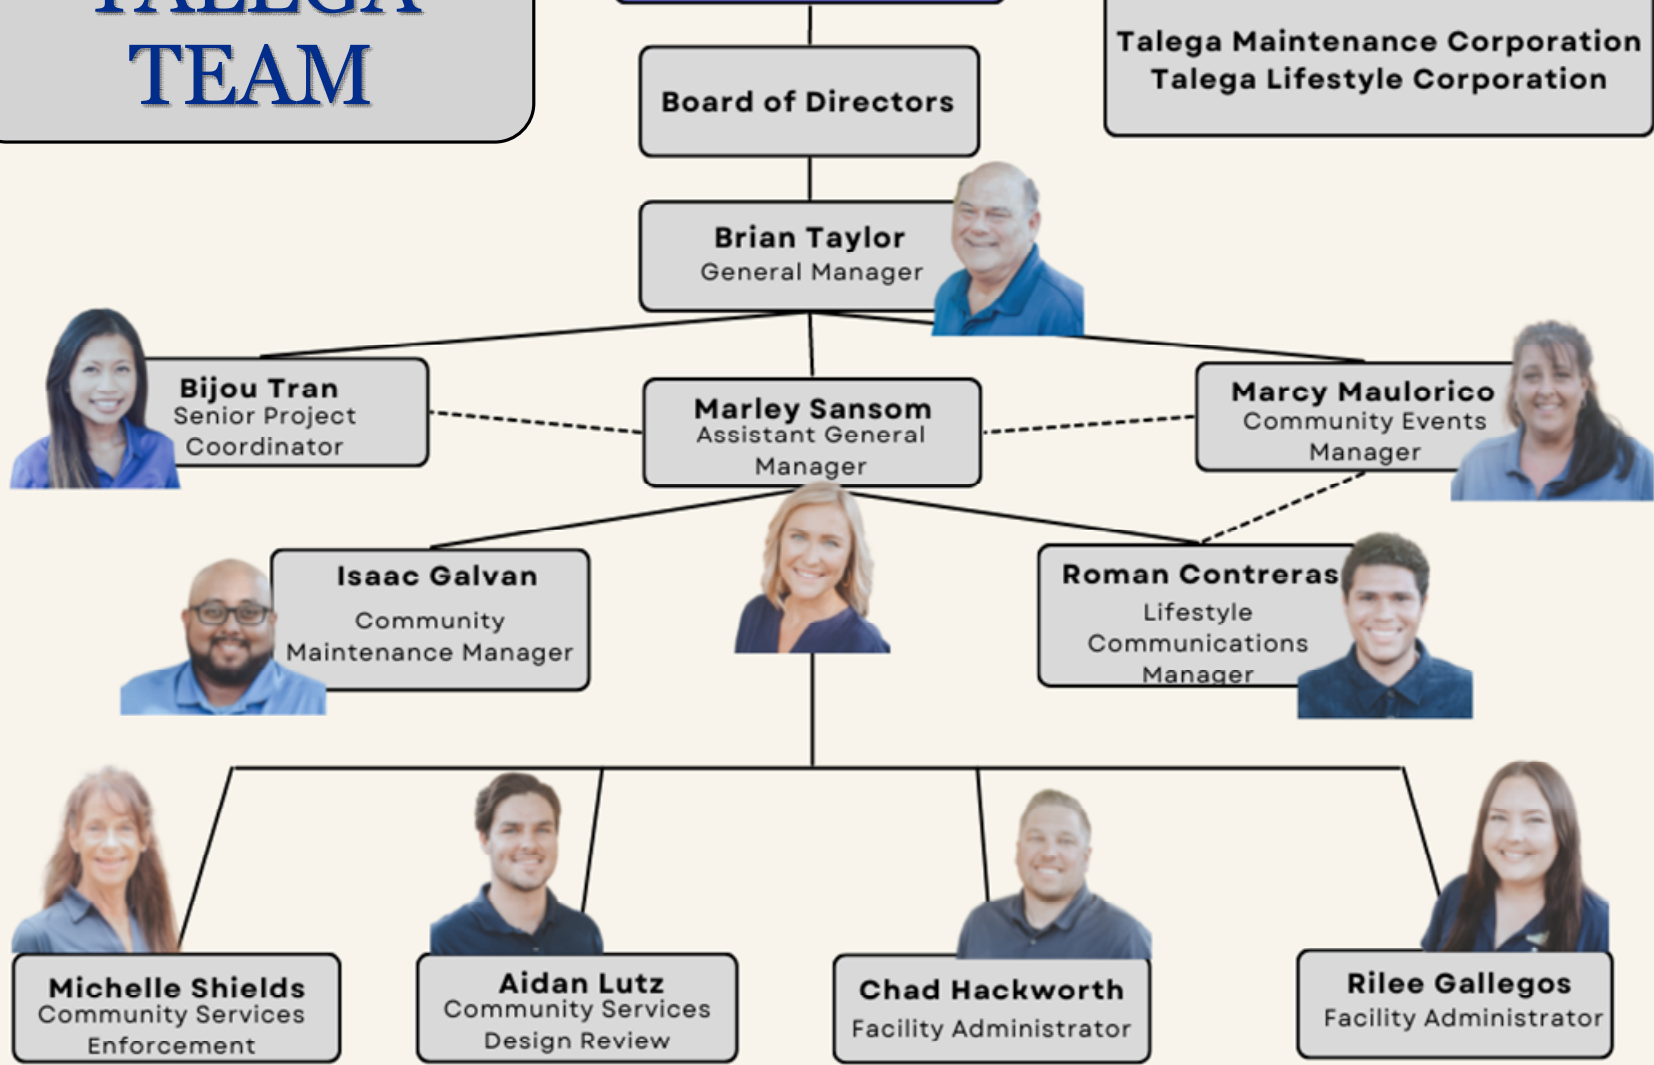 TALEGA
TEAM
Talega Maintenance Corporation
Talega Lifestyle Corporation
Board of Directors
Brian Taylor
General Manager
Bijou Tran
Senior Project
Coordinator
Marley Sansom
Assistant General
Manager
Marcy Maulorico
Community Events
Manager
Isaac Galvan
Community
Maintenance Manager
Roman Contreras
Lifestyle
Communications
Manager
Michelle Shields
Community Services
Enforcement
Aidan Lutz
Community Services
Design Review
Chad Hackworth
Facility Administrator
Rilee Gallegos
Facility Administrator